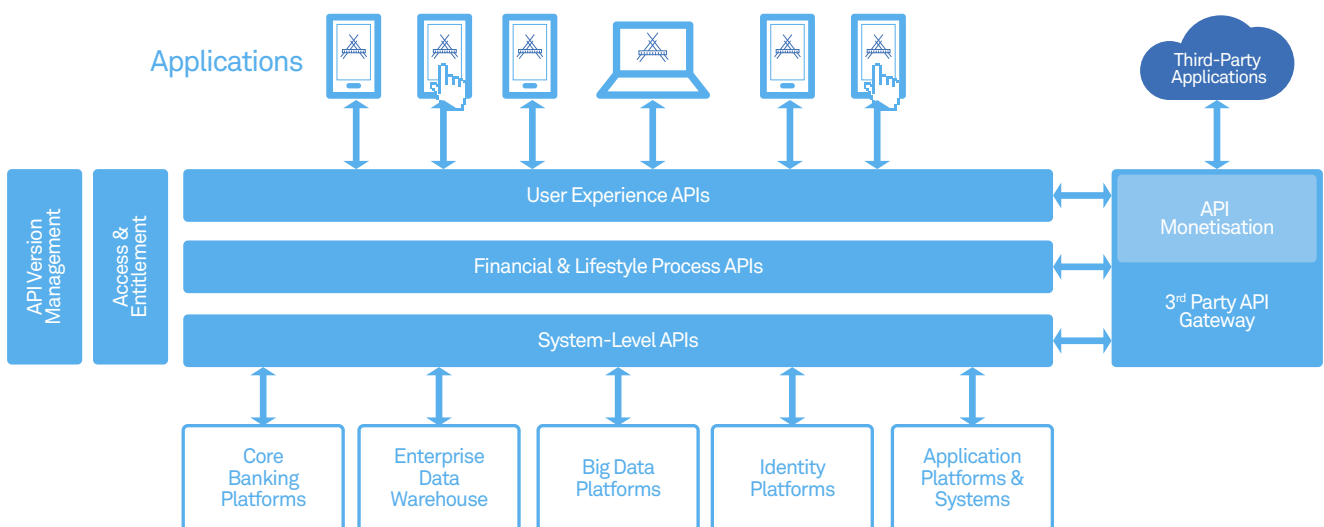 Applications
Third-Party
Applications
API Version
Management
Access &
Entitlement
User Experience APIs
Financial & Lifestyle Process APIs
System-Level APIs
API
Monetisation
3rd Party API
Gateway
Core
Banking
Platforms
Enterprise
Data
Warehouse
Big Data
Platforms
Identity
Platforms
Application
Platforms &
Systems